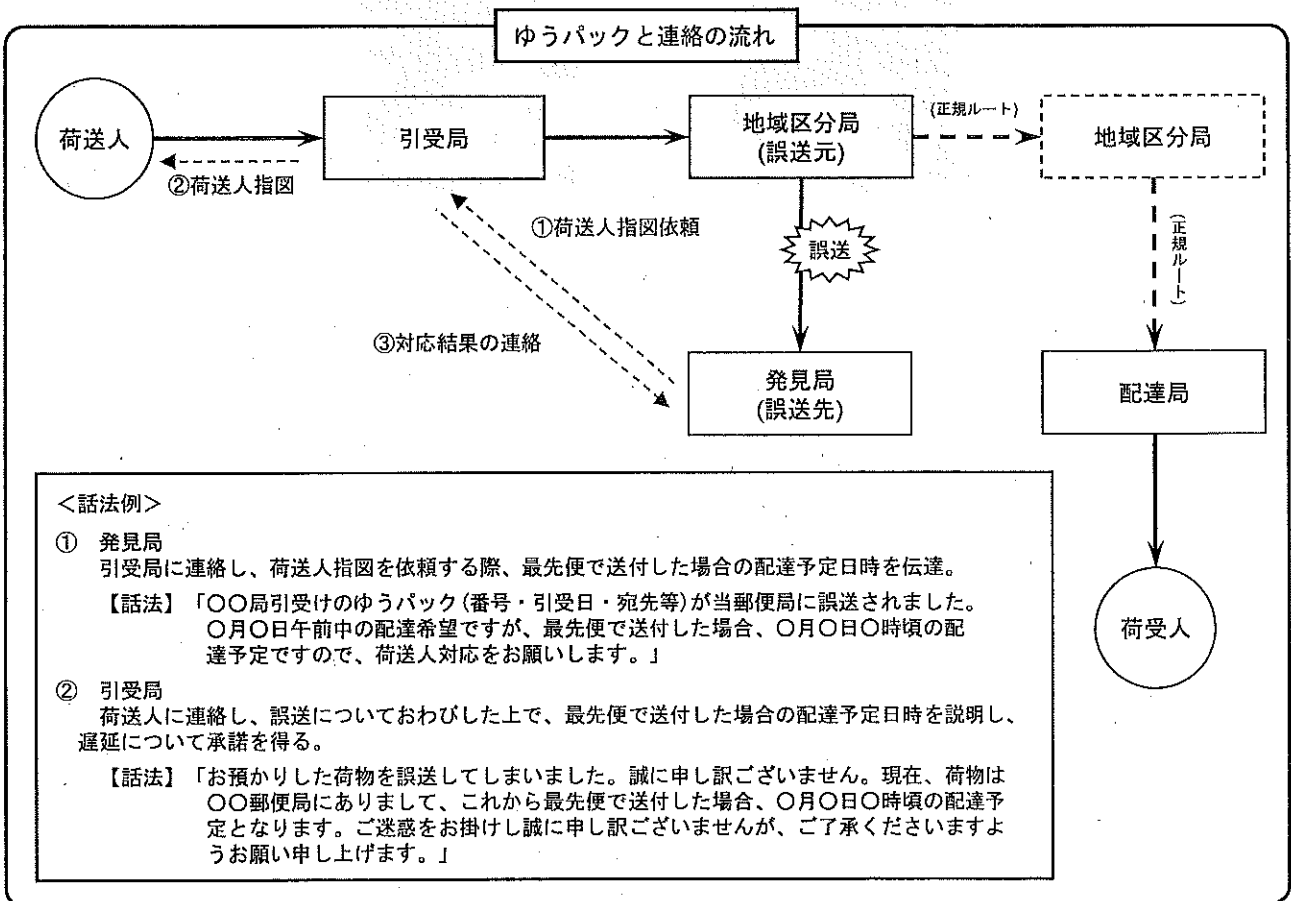 ゆうパックと連絡の流れ
荷送人
引受局
地域区分局
(誤送元)
(正規ルート)
地域区分局
②荷送人指図
①荷送人指図依頼
誤送
(正規ルート)
③対応結果の連絡
発見局
(誤送先)
配達局
荷受人
＜話法例＞
① 発見局
引受局に連絡し、荷送人指図を依頼する際、最先便で送付した場合の配達予定日時を伝達。
【話法】「〇〇局引受けのゆうパック(番号・引受日・宛先等)が当郵便局に誤送されました。
〇月〇日午前中の配達希望ですが、最先便で送付した場合、〇月〇日〇時頃の配
達予定ですので、荷送人対応をお願いします。」
② 引受局
荷送人に連絡し、誤送についておわびした上で、最先便で送付した場合の配達予定日時を説明し、
遅延について承諾を得る。
【話法】「お預かりした荷物を誤送してしまいました。誠に申し訳ございません。現在、荷物は
〇〇郵便局にありまして、これから最先便で送付した場合、〇月〇日〇時頃の配達予
定となります。ご迷惑をお掛けし誠に申し訳ございませんが、ご了承くださいますよ
うお願い申し上げます。」